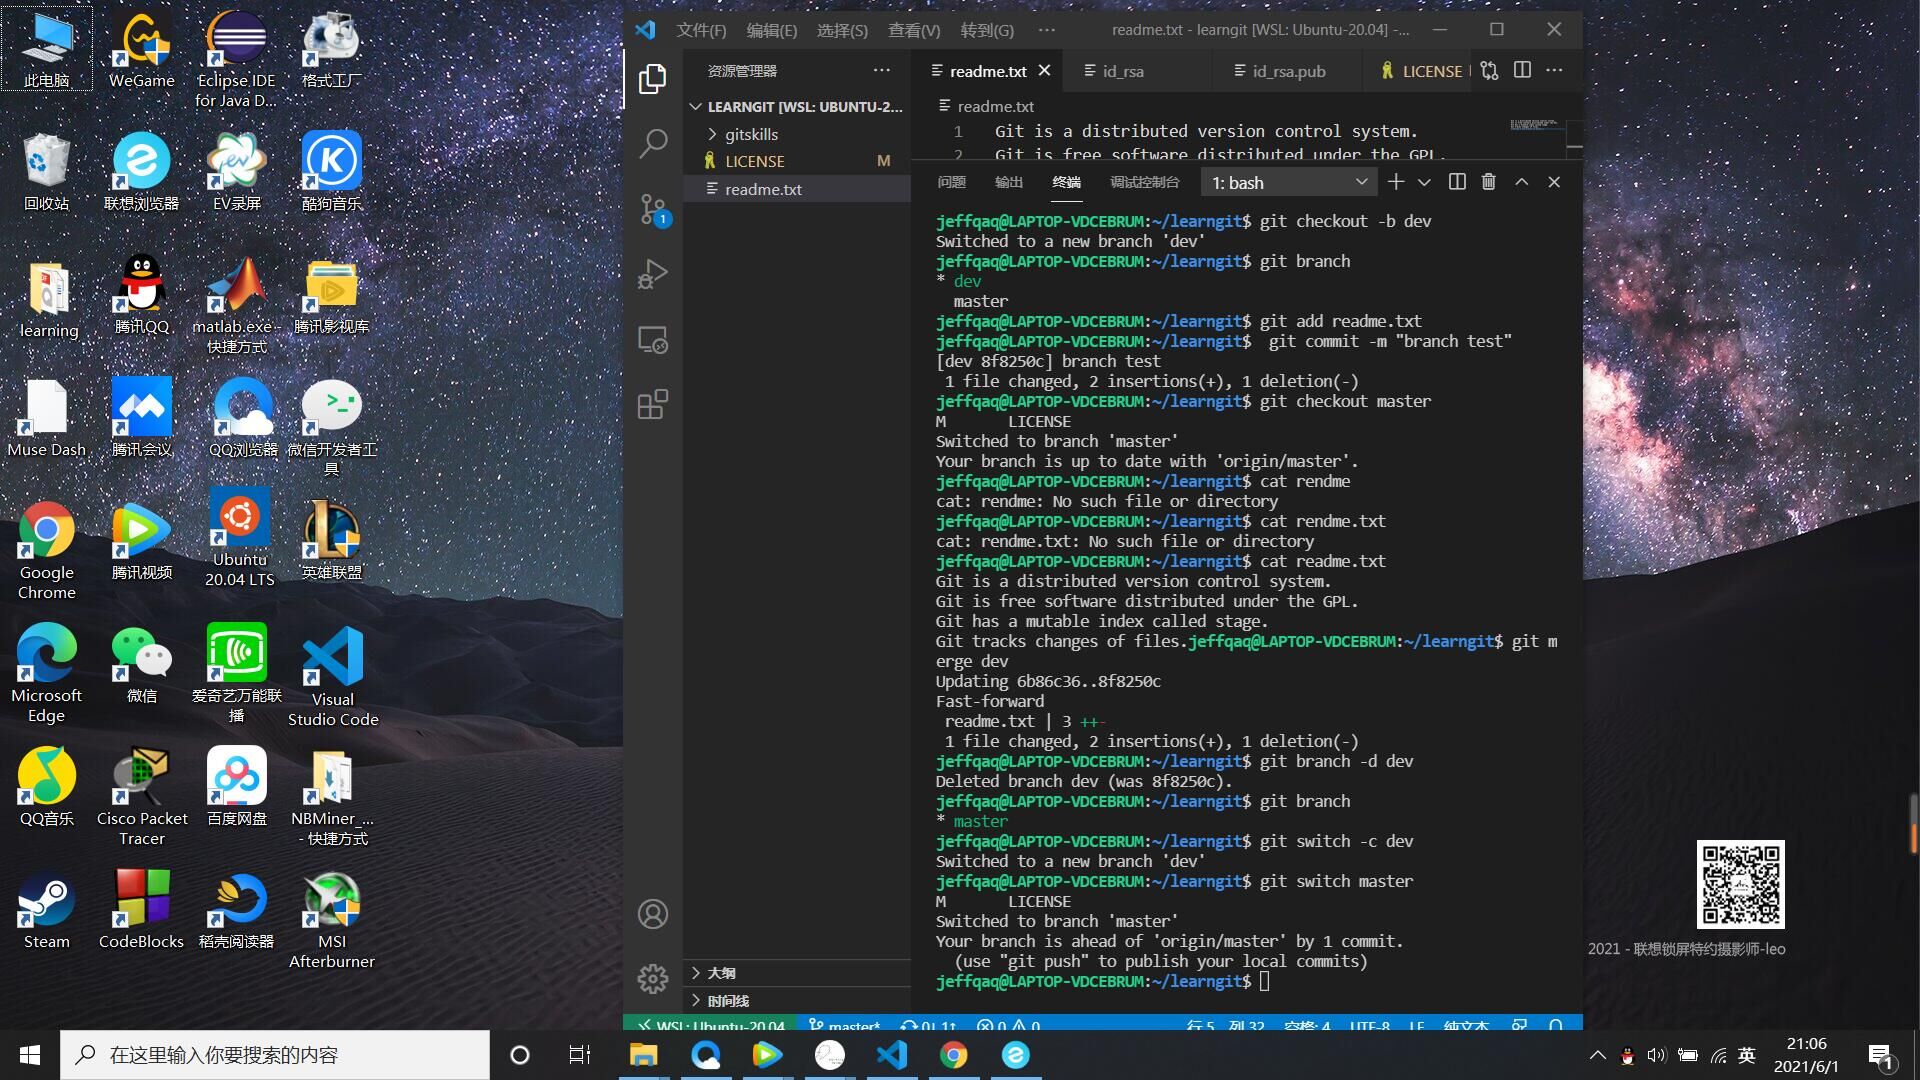 此电脑
WeGame
Eclipse IDE
for Java D...
格式工厂
回收站
联想浏览器
EV录屏
酷狗音乐
learning
腾讯QQ
matlab.exe -
快捷方式
腾讯影视库
Muse Dash
腾讯会议
QQ浏览器
微信开发者工
具
Google
Chrome
腾讯视频
Ubuntu
20.04 LTS
英雄联盟
Microsoft
Edge
微信
爱奇艺万能联
播
Visual
Studio Code
QQ音乐
Cisco Packet
Tracer
百度网盘
NBMiner_...
- 快捷方式
Steam
CodeBlocks
稻壳阅读器
MSI
Afterburner
文件(F) 编辑(E) 选择(S) 查看(V) 转到(G) ··· readme.txt - learngit [WSL: Ubuntu-20.04] -...
资源管理器 ···
LEARNGIT [WSL: UBUNTU-2...
gitskills
LICENSE M
readme.txt
1
大纲
时间线
readme.txt id_rsa id_rsa.pub LICENSE ···
readme.txt
1 Git is a distributed version control system.
2 Git is free software distributed under the GPL.
问题 输出 终端 调试控制台 1: bash
jeffqaq@LAPTOP-VDCEBRUM:~/learngit$ git checkout -b dev
Switched to a new branch 'dev'
jeffqaq@LAPTOP-VDCEBRUM:~/learngit$ git branch
* dev
master
jeffqaq@LAPTOP-VDCEBRUM:~/learngit$ git add readme.txt
jeffqaq@LAPTOP-VDCEBRUM:~/learngit$ git commit -m "branch test"
[dev 8f8250c] branch test
1 file changed, 2 insertions(+), 1 deletion(-)
jeffqaq@LAPTOP-VDCEBRUM:~/learngit$ git checkout master
M LICENSE
Switched to branch 'master'
Your branch is up to date with 'origin/master'.
jeffqaq@LAPTOP-VDCEBRUM:~/learngit$ cat rendme
cat: rendme: No such file or directory
jeffqaq@LAPTOP-VDCEBRUM:~/learngit$ cat rendme.txt
cat: rendme.txt: No such file or directory
jeffqaq@LAPTOP-VDCEBRUM:~/learngit$ cat readme.txt
Git is a distributed version control system.
Git is free software distributed under the GPL.
Git has a mutable index called stage.
Git tracks changes of files.jeffqaq@LAPTOP-VDCEBRUM:~/learngit$ git m
erge dev
Updating 6b86c36..8f8250c
Fast-forward
readme.txt | 3 ++-
1 file changed, 2 insertions(+), 1 deletion(-)
jeffqaq@LAPTOP-VDCEBRUM:~/learngit$ git branch -d dev
Deleted branch dev (was 8f8250c).
jeffqaq@LAPTOP-VDCEBRUM:~/learngit$ git branch
* master
jeffqaq@LAPTOP-VDCEBRUM:~/learngit$ git switch -c dev
Switched to a new branch 'dev'
jeffqaq@LAPTOP-VDCEBRUM:~/learngit$ git switch master
M LICENSE
Switched to branch 'master'
Your branch is ahead of 'origin/master' by 1 commit.
(use "git push" to publish your local commits)
jeffqaq@LAPTOP-VDCEBRUM:~/learngit$
WSL: Ubuntu-20.04 master* 0↓ 1↑ 0 0 行 5, 列 32 空格: 4 UTF-8 LF 纯文本
2021 - 联想锁屏特约摄影师-leo
在这里输入你要搜索的内容
英
21:06
2021/6/1
1